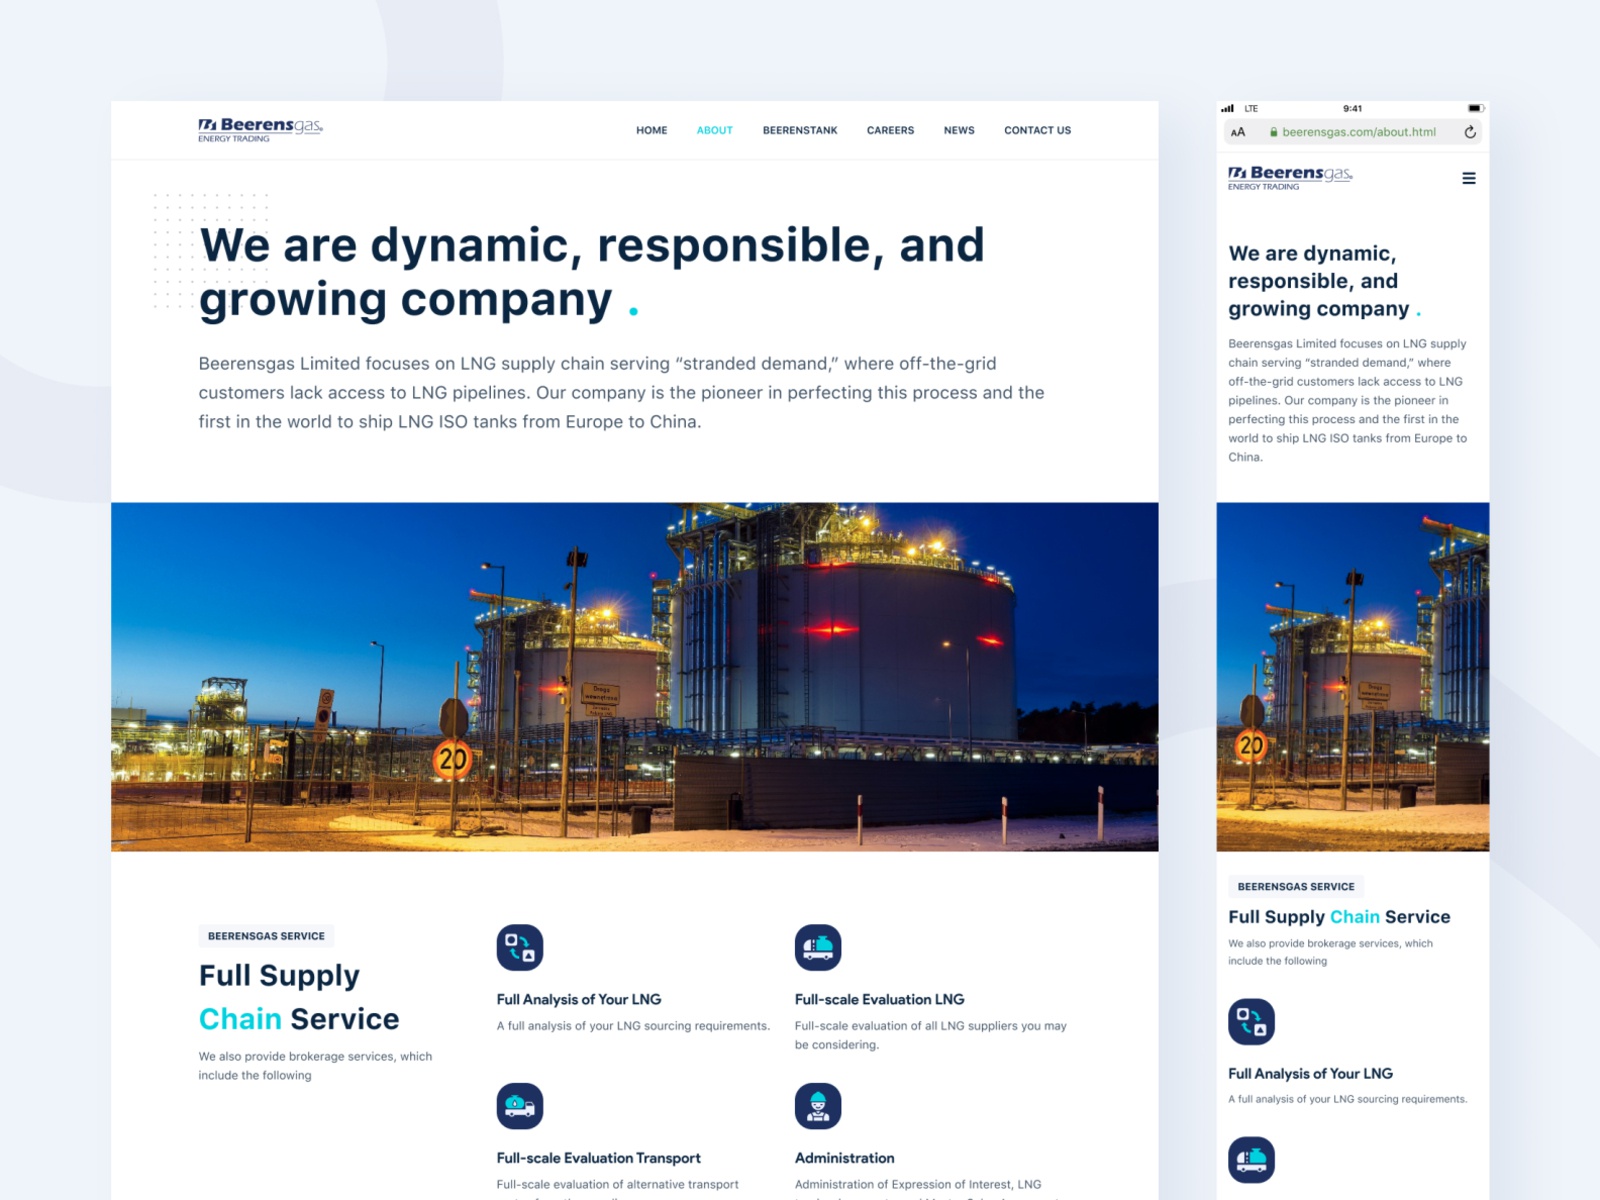 Beerensgas
ENERGY TRADING
HOME ABOUT BEERENSTANK CAREERS NEWS CONTACT US
We are dynamic, responsible, and
growing company .
Beerensgas Limited focuses on LNG supply chain serving “stranded demand,” where off-the-grid
customers lack access to LNG pipelines. Our company is the pioneer in perfecting this process and the
first in the world to ship LNG ISO tanks from Europe to China.
20
BEERENSGAS SERVICE
Full Supply
Chain Service
We also provide brokerage services, which
include the following
Full Analysis of Your LNG
A full analysis of your LNG sourcing requirements.
Full-scale Evaluation LNG
Full-scale evaluation of all LNG suppliers you may
be considering.
Full-scale Evaluation Transport
Full-scale evaluation of alternative transport
Administration
Administration of Expression of Interest, LNG
LTE 9:41
AA beerensgas.com/about.html
Beerensgas
ENERGY TRADING
We are dynamic,
responsible, and
growing company .
Beerensgas Limited focuses on LNG supply
chain serving “stranded demand,” where
off-the-grid customers lack access to LNG
pipelines. Our company is the pioneer in
perfecting this process and the first in the
world to ship LNG ISO tanks from Europe to
China.
20
BEERENSGAS SERVICE
Full Supply Chain Service
We also provide brokerage services, which
include the following
Full Analysis of Your LNG
A full analysis of your LNG sourcing requirements.